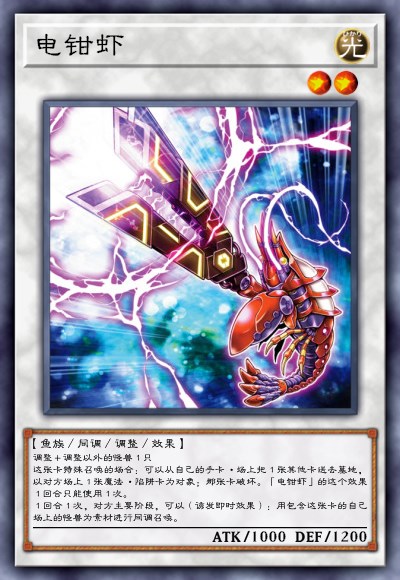 电钳虾
光
【鱼族／同调／调整／效果】
调整＋调整以外的怪兽1只
这张卡特殊召唤的场合：可以从自己的手卡·场上把1张其他卡送去墓地，
以对方场上1张魔法·陷阱卡为对象；那张卡破坏。「电钳虾」的这个效果
1回合只能使用1次。
1回合1次，对方主要阶段，可以（诱发即时效果）：用包含这张卡的自己
场上的怪兽为素材进行同调召唤。
ATK/1000 DEF/1200